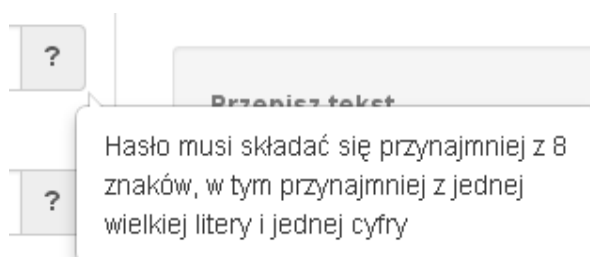 ?
Przepisz tekst
Hasło musi składać się przynajmniej z 8
znaków, w tym przynajmniej z jednej
wielkiej litery i jednej cyfry
?